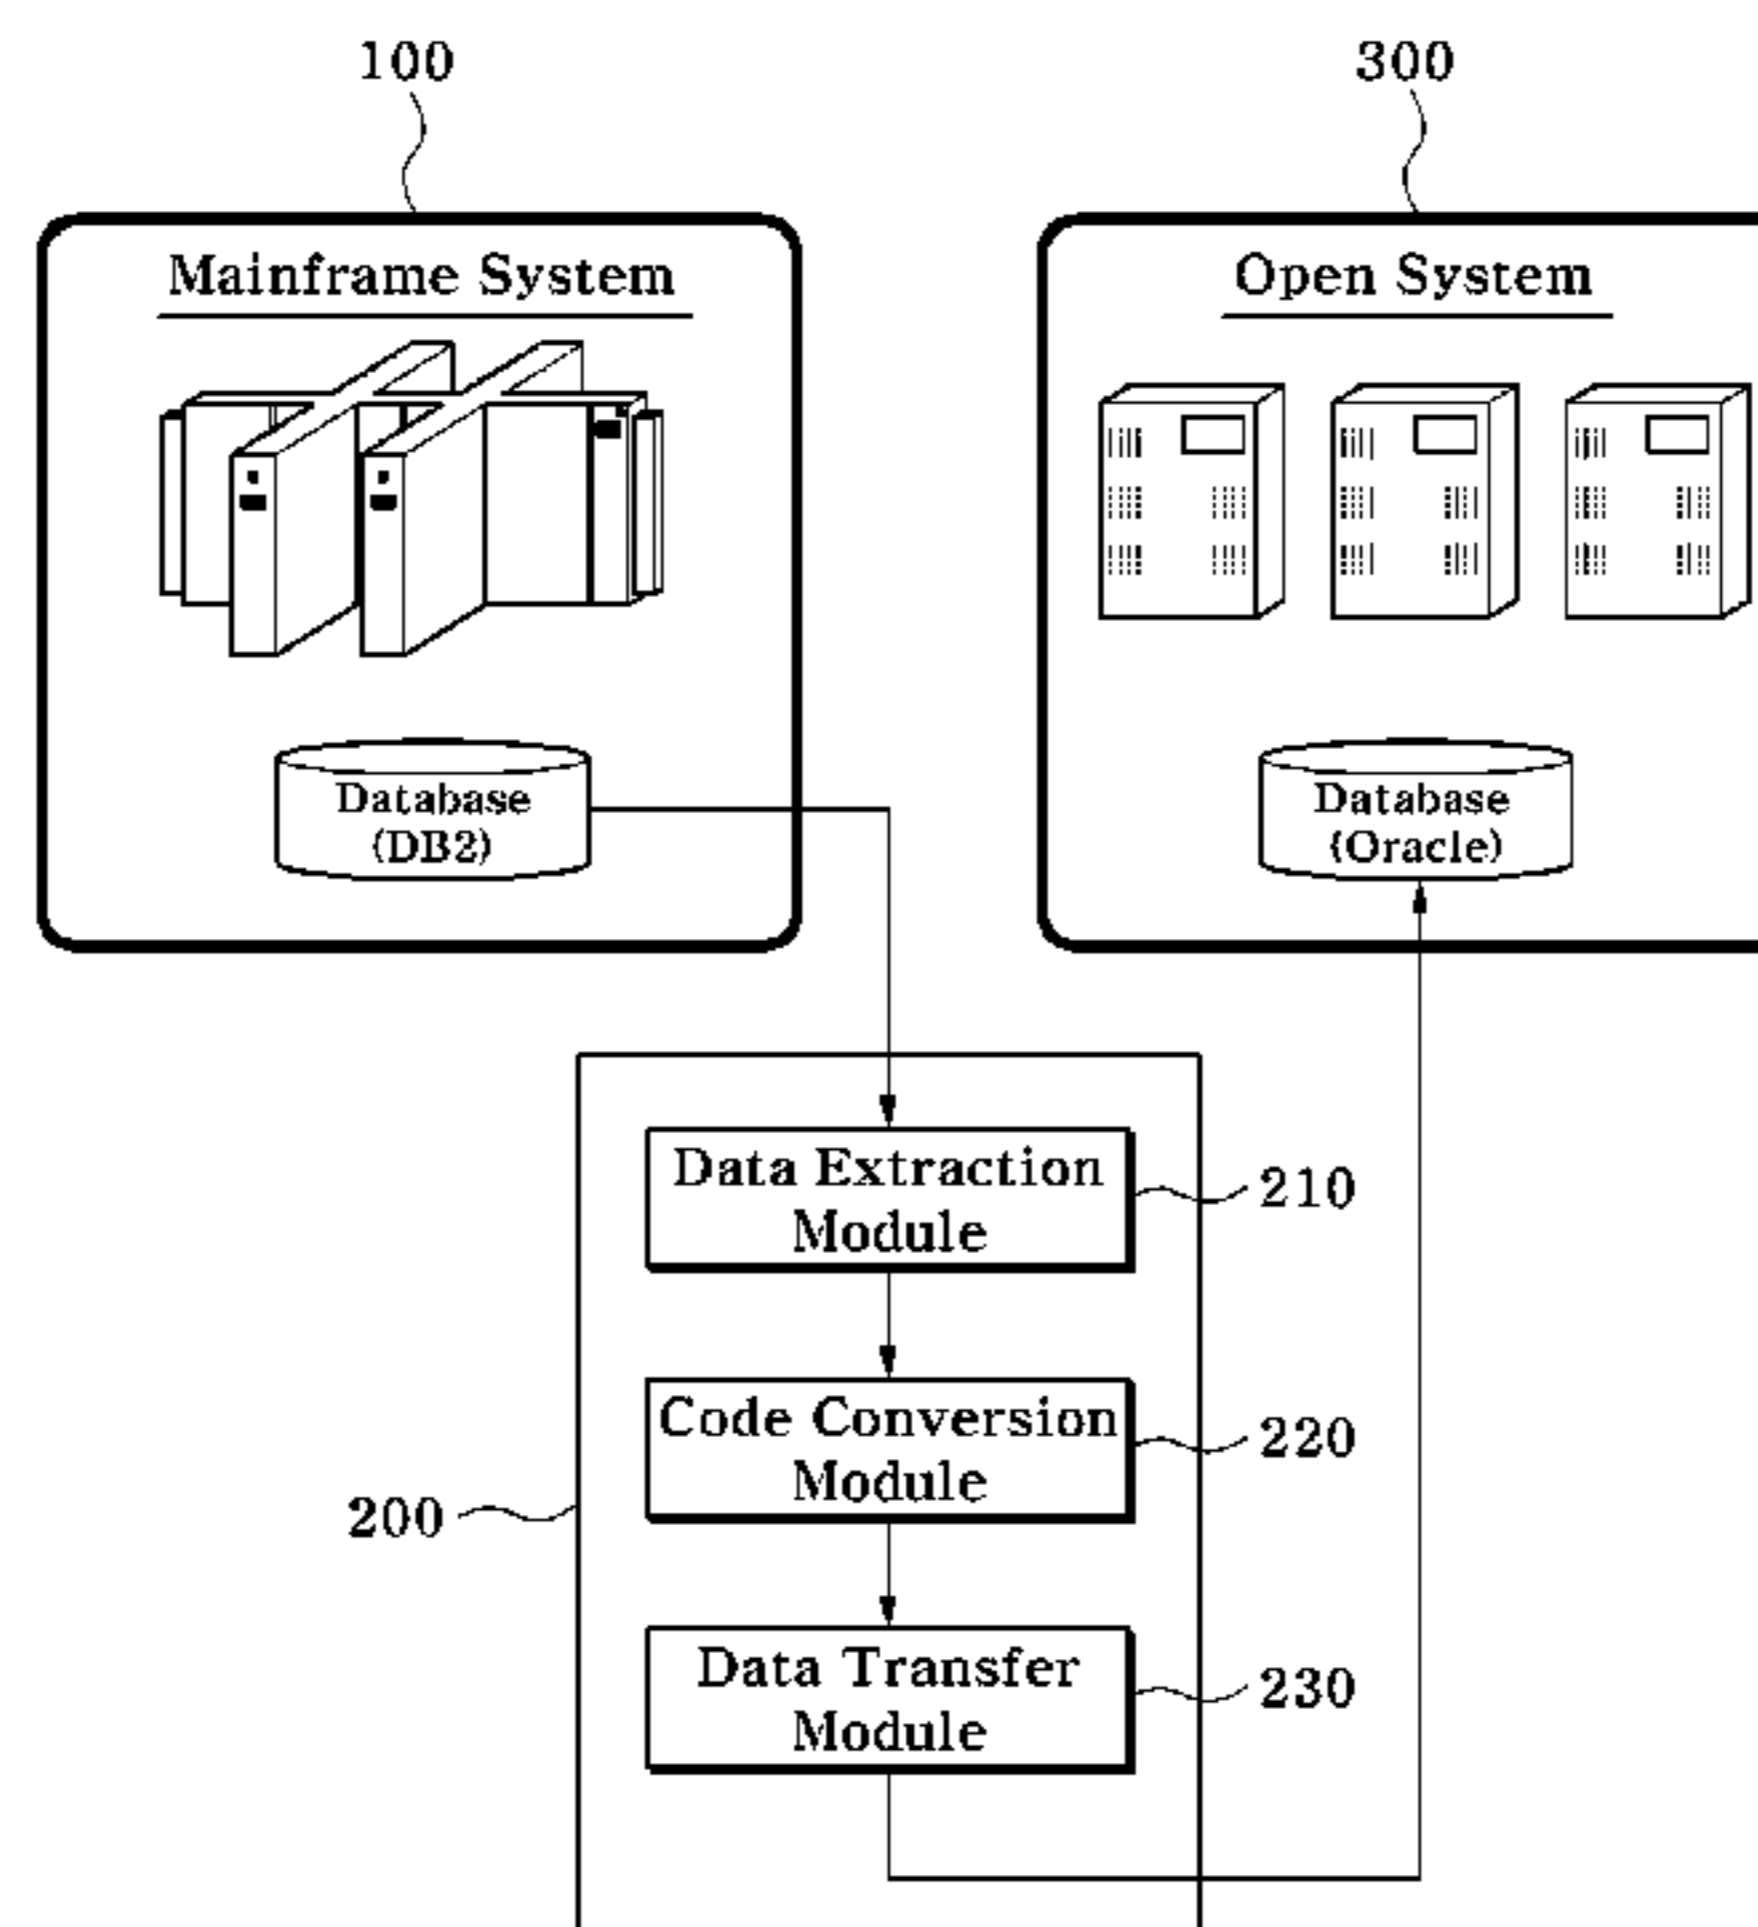 100
300
Mainframe System
Open System
Database
(DB2)
Database
(Oracle)
Data Extraction
Module
210
Code Conversion
Module
220
200
Data Transfer
Module
230